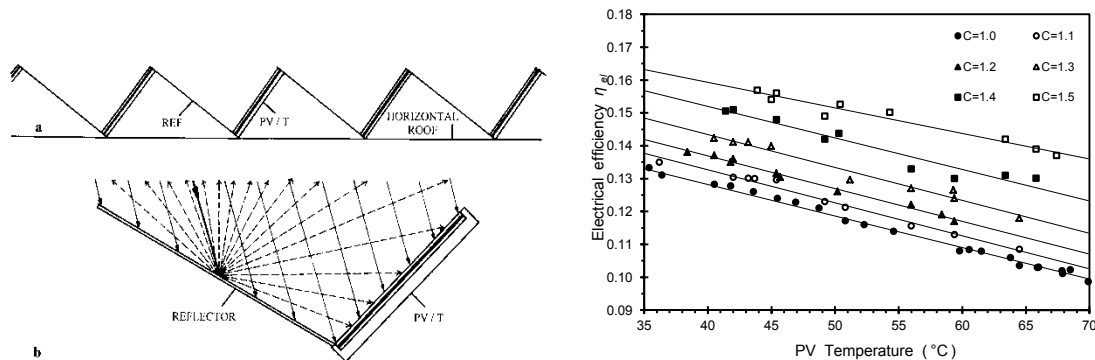 a
REF
PV / T
HORIZONTAL
ROOF
REFLECTOR
PV / T
b
Electrical efficiency η el
0.18
0.17
0.16
0.15
0.14
0.13
0.12
0.11
0.10
0.09
C=1.0 C=1.1
C=1.2 C=1.3
C=1.4 C=1.5
35 40 45 50 55 60 65 70
PV Temperature (°C)